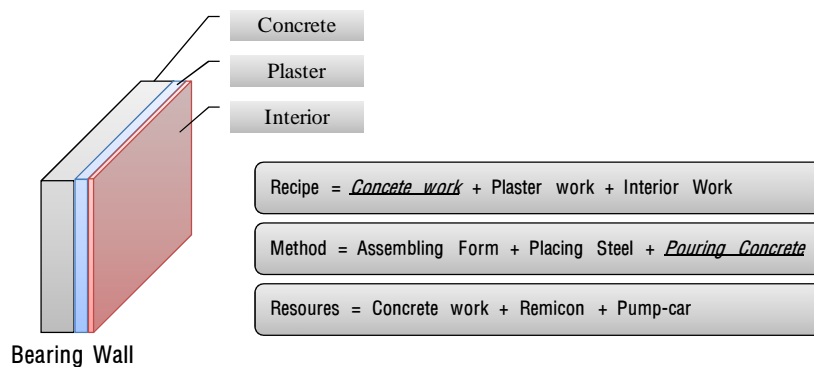 Concrete
Plaster
Interior
Recipe = Concete work + Plaster work + Interior Work
Method = Assembling Form + Placing Steel + Pouring Concrete
Resoures = Concrete work + Remicon + Pump-car
Bearing Wall